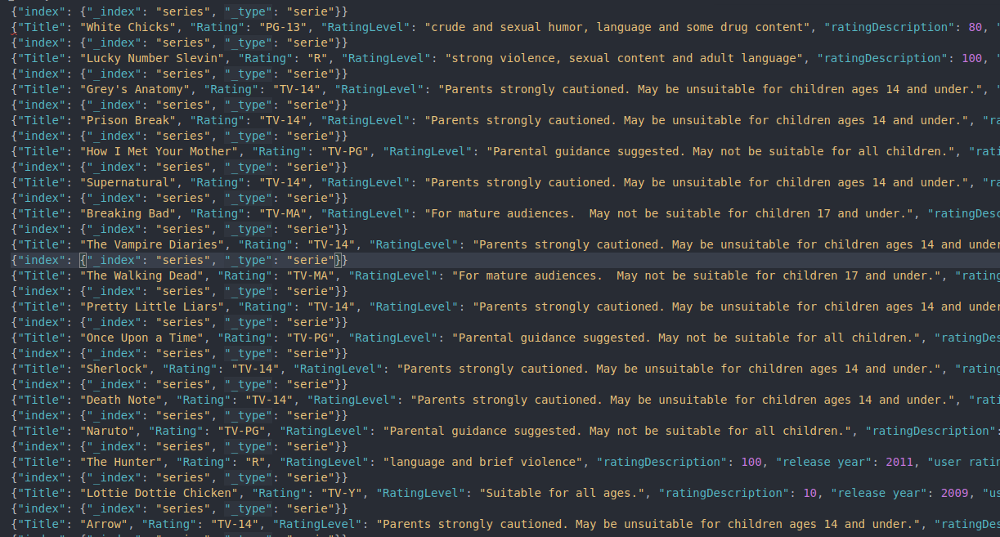 {"index": {"_index": "series", "_type": "serie"}}
{"Title": "White Chicks", "Rating": "PG-13", "RatingLevel": "crude and sexual humor, language and some drug content", "ratingDescription": 80, "
{"index": {"_index": "series", "_type": "serie"}}
{"Title": "Lucky Number Slevin", "Rating": "R", "RatingLevel": "strong violence, sexual content and adult language", "ratingDescription": 100, "
{"index": {"_index": "series", "_type": "serie"}}
{"Title": "Grey's Anatomy", "Rating": "TV-14", "RatingLevel": "Parents strongly cautioned. May be unsuitable for children ages 14 and under.", "
{"index": {"_index": "series", "_type": "serie"}}
{"Title": "Prison Break", "Rating": "TV-14", "RatingLevel": "Parents strongly cautioned. May be unsuitable for children ages 14 and under.", "ra
{"index": {"_index": "series", "_type": "serie"}}
{"Title": "How I Met Your Mother", "Rating": "TV-PG", "RatingLevel": "Parental guidance suggested. May not be suitable for all children.", "rati
{"index": {"_index": "series", "_type": "serie"}}
{"Title": "Supernatural", "Rating": "TV-14", "RatingLevel": "Parents strongly cautioned. May be unsuitable for children ages 14 and under.", "ra
{"index": {"_index": "series", "_type": "serie"}}
{"Title": "Breaking Bad", "Rating": "TV-MA", "RatingLevel": "For mature audiences.  May not be suitable for children 17 and under.", "ratingDesc
{"index": {"_index": "series", "_type": "serie"}}
{"Title": "The Vampire Diaries", "Rating": "TV-14", "RatingLevel": "Parents strongly cautioned. May be unsuitable for children ages 14 and under
{"index": {"_index": "series", "_type": "serie"}}
{"Title": "The Walking Dead", "Rating": "TV-MA", "RatingLevel": "For mature audiences.  May not be suitable for children 17 and under.", "rating
{"index": {"_index": "series", "_type": "serie"}}
{"Title": "Pretty Little Liars", "Rating": "TV-14", "RatingLevel": "Parents strongly cautioned. May be unsuitable for children ages 14 and under
{"index": {"_index": "series", "_type": "serie"}}
{"Title": "Once Upon a Time", "Rating": "TV-PG", "RatingLevel": "Parental guidance suggested. May not be suitable for all children.", "ratingDes
{"index": {"_index": "series", "_type": "serie"}}
{"Title": "Sherlock", "Rating": "TV-14", "RatingLevel": "Parents strongly cautioned. May be unsuitable for children ages 14 and under.", "rating
{"index": {"_index": "series", "_type": "serie"}}
{"Title": "Death Note", "Rating": "TV-14", "RatingLevel": "Parents strongly cautioned. May be unsuitable for children ages 14 and under.", "rati
{"index": {"_index": "series", "_type": "serie"}}
{"Title": "Naruto", "Rating": "TV-PG", "RatingLevel": "Parental guidance suggested. May not be suitable for all children.", "ratingDescription":
{"index": {"_index": "series", "_type": "serie"}}
{"Title": "The Hunter", "Rating": "R", "RatingLevel": "language and brief violence", "ratingDescription": 100, "release year": 2011, "user ratin
{"index": {"_index": "series", "_type": "serie"}}
{"Title": "Lottie Dottie Chicken", "Rating": "TV-Y", "RatingLevel": "Suitable for all ages.", "ratingDescription": 10, "release year": 2009, "us
{"index": {"_index": "series", "_type": "serie"}}
{"Title": "Arrow", "Rating": "TV-14", "RatingLevel": "Parents strongly cautioned. May be unsuitable for children ages 14 and under.", "ratingDes